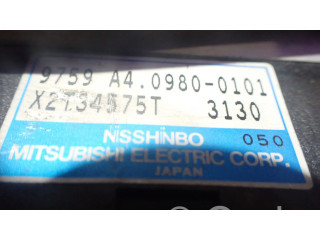 9759 A4.0980-0101
X2T34575T 3130
NISSHINBO 050
MITSUBISHI ELECTRIC CORP.
JAPAN